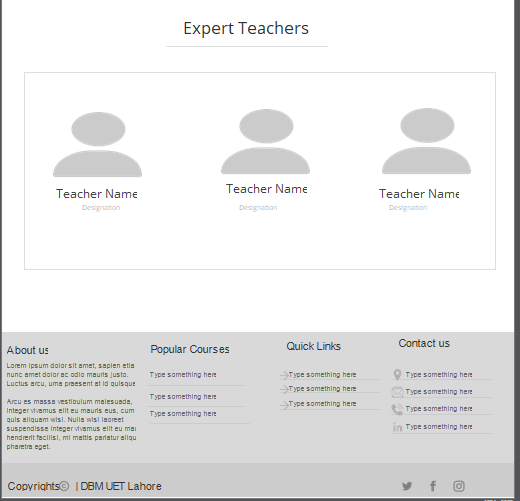 Expert Teachers
Teacher Name
Designation
Teacher Name
Designation
Teacher Name
Designation
About us
Lorem ipsum dolor sit amet, sapien etia
nunc amet dolor ac odio mauris justo.
Luctus arcu, urna praesent at id quisque
Arcu es massa vestibulum malesuada,
integer vivamus elit eu mauris eus, cum
quis aliquam wisi. Nulla wisi laoreet
suspendisse integer vivamus elit eu mau
hendrerit facilisi, mi mattis pariatur aliqu
pharetra eget.
Popular Courses
Type something here
Type something here
Type something here
Quick Links
Type something here
Type something here
Type something here
Contact us
Type something here
Type something here
Type something here
Type something here
Copyrights© | DBM UET Lahore